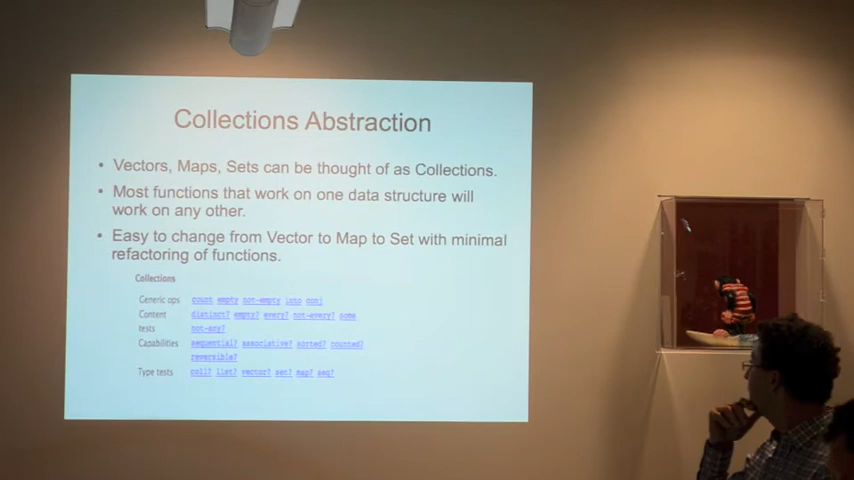 Collections Abstraction
• Vectors, Maps, Sets can be thought of as Collections.
• Most functions that work on one data structure will
work on any other.
• Easy to change from Vector to Map to Set with minimal
refactoring of functions.
Collections
Generic ops count empty not-empty into conj
Content distinct? empty? every? not-every? some
tests not-any?
Capabilities sequential? associative? sorted? counted?
reversible?
Type tests coll? list? vector? set? map? seq?